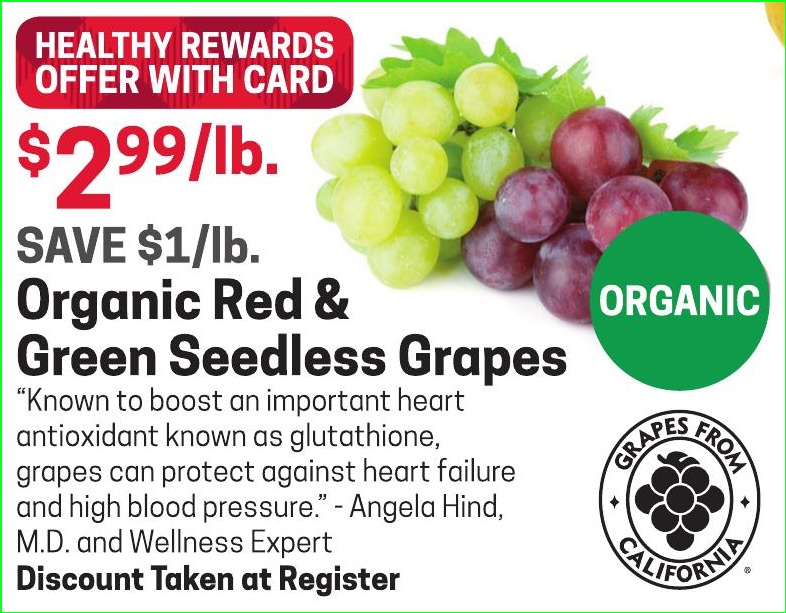 HEALTHY REWARDS
OFFER WITH CARD
$2 99/lb.
SAVE $1/lb.
Organic Red &
Green Seedless Grapes
ORGANIC
“Known to boost an important heart
antioxidant known as glutathione,
grapes can protect against heart failure
and high blood pressure.” - Angela Hind,
M.D. and Wellness Expert
Discount Taken at Register
GRAPES FROM
CALIFORNIA
®